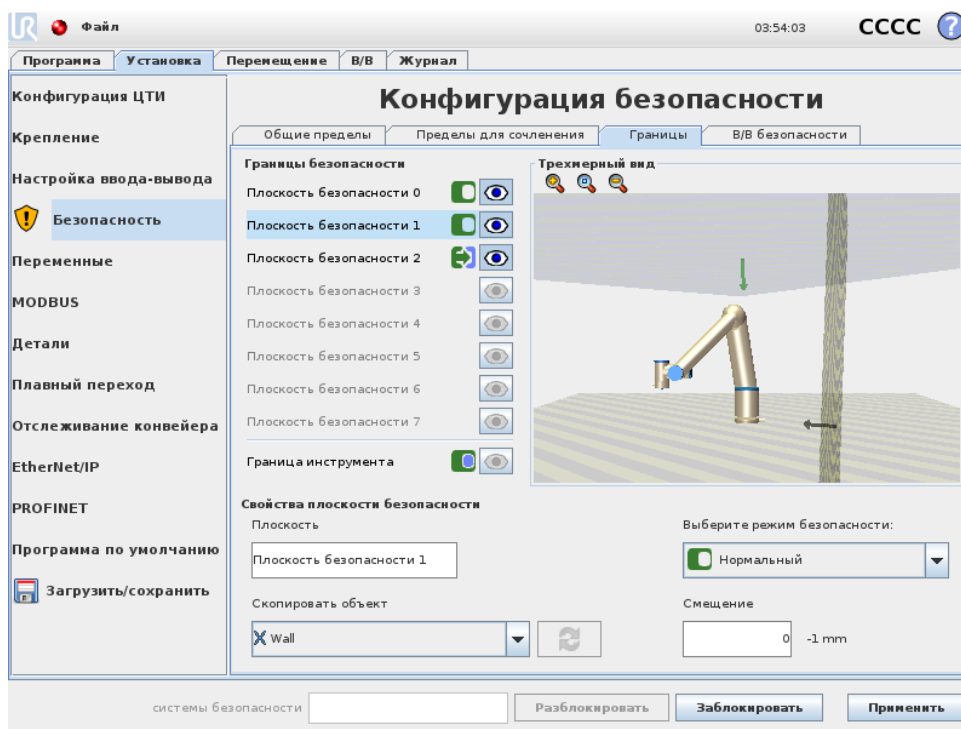 UR Файл 03:54:03 CCCC ?
Программа Установка Перемещение В/В Журнал
Конфигурация ЦТИ
Крепление
Настройка ввода-вывода
Безопасность
Переменные
MODBUS
Детали
Плавный переход
Отслеживание конвейера
EtherNet/IP
PROFINET
Программа по умолчанию
Загрузить/сохранить
Конфигурация безопасности
Общие пределы Пределы для сочленения Границы В/В безопасности
Границы безопасности
Плоскость безопасности 0
Плоскость безопасности 1
Плоскость безопасности 2
Плоскость безопасности 3
Плоскость безопасности 4
Плоскость безопасности 5
Плоскость безопасности 6
Плоскость безопасности 7
Граница инструмента
Трехмерный вид
Свойства плоскости безопасности
Плоскость
Плоскость безопасности 1
Выберите режим безопасности:
Нормальный
Скопировать объект
Wall
Смещение
0 -1 mm
системы безопасности Разблокировать Заблокировать Применить